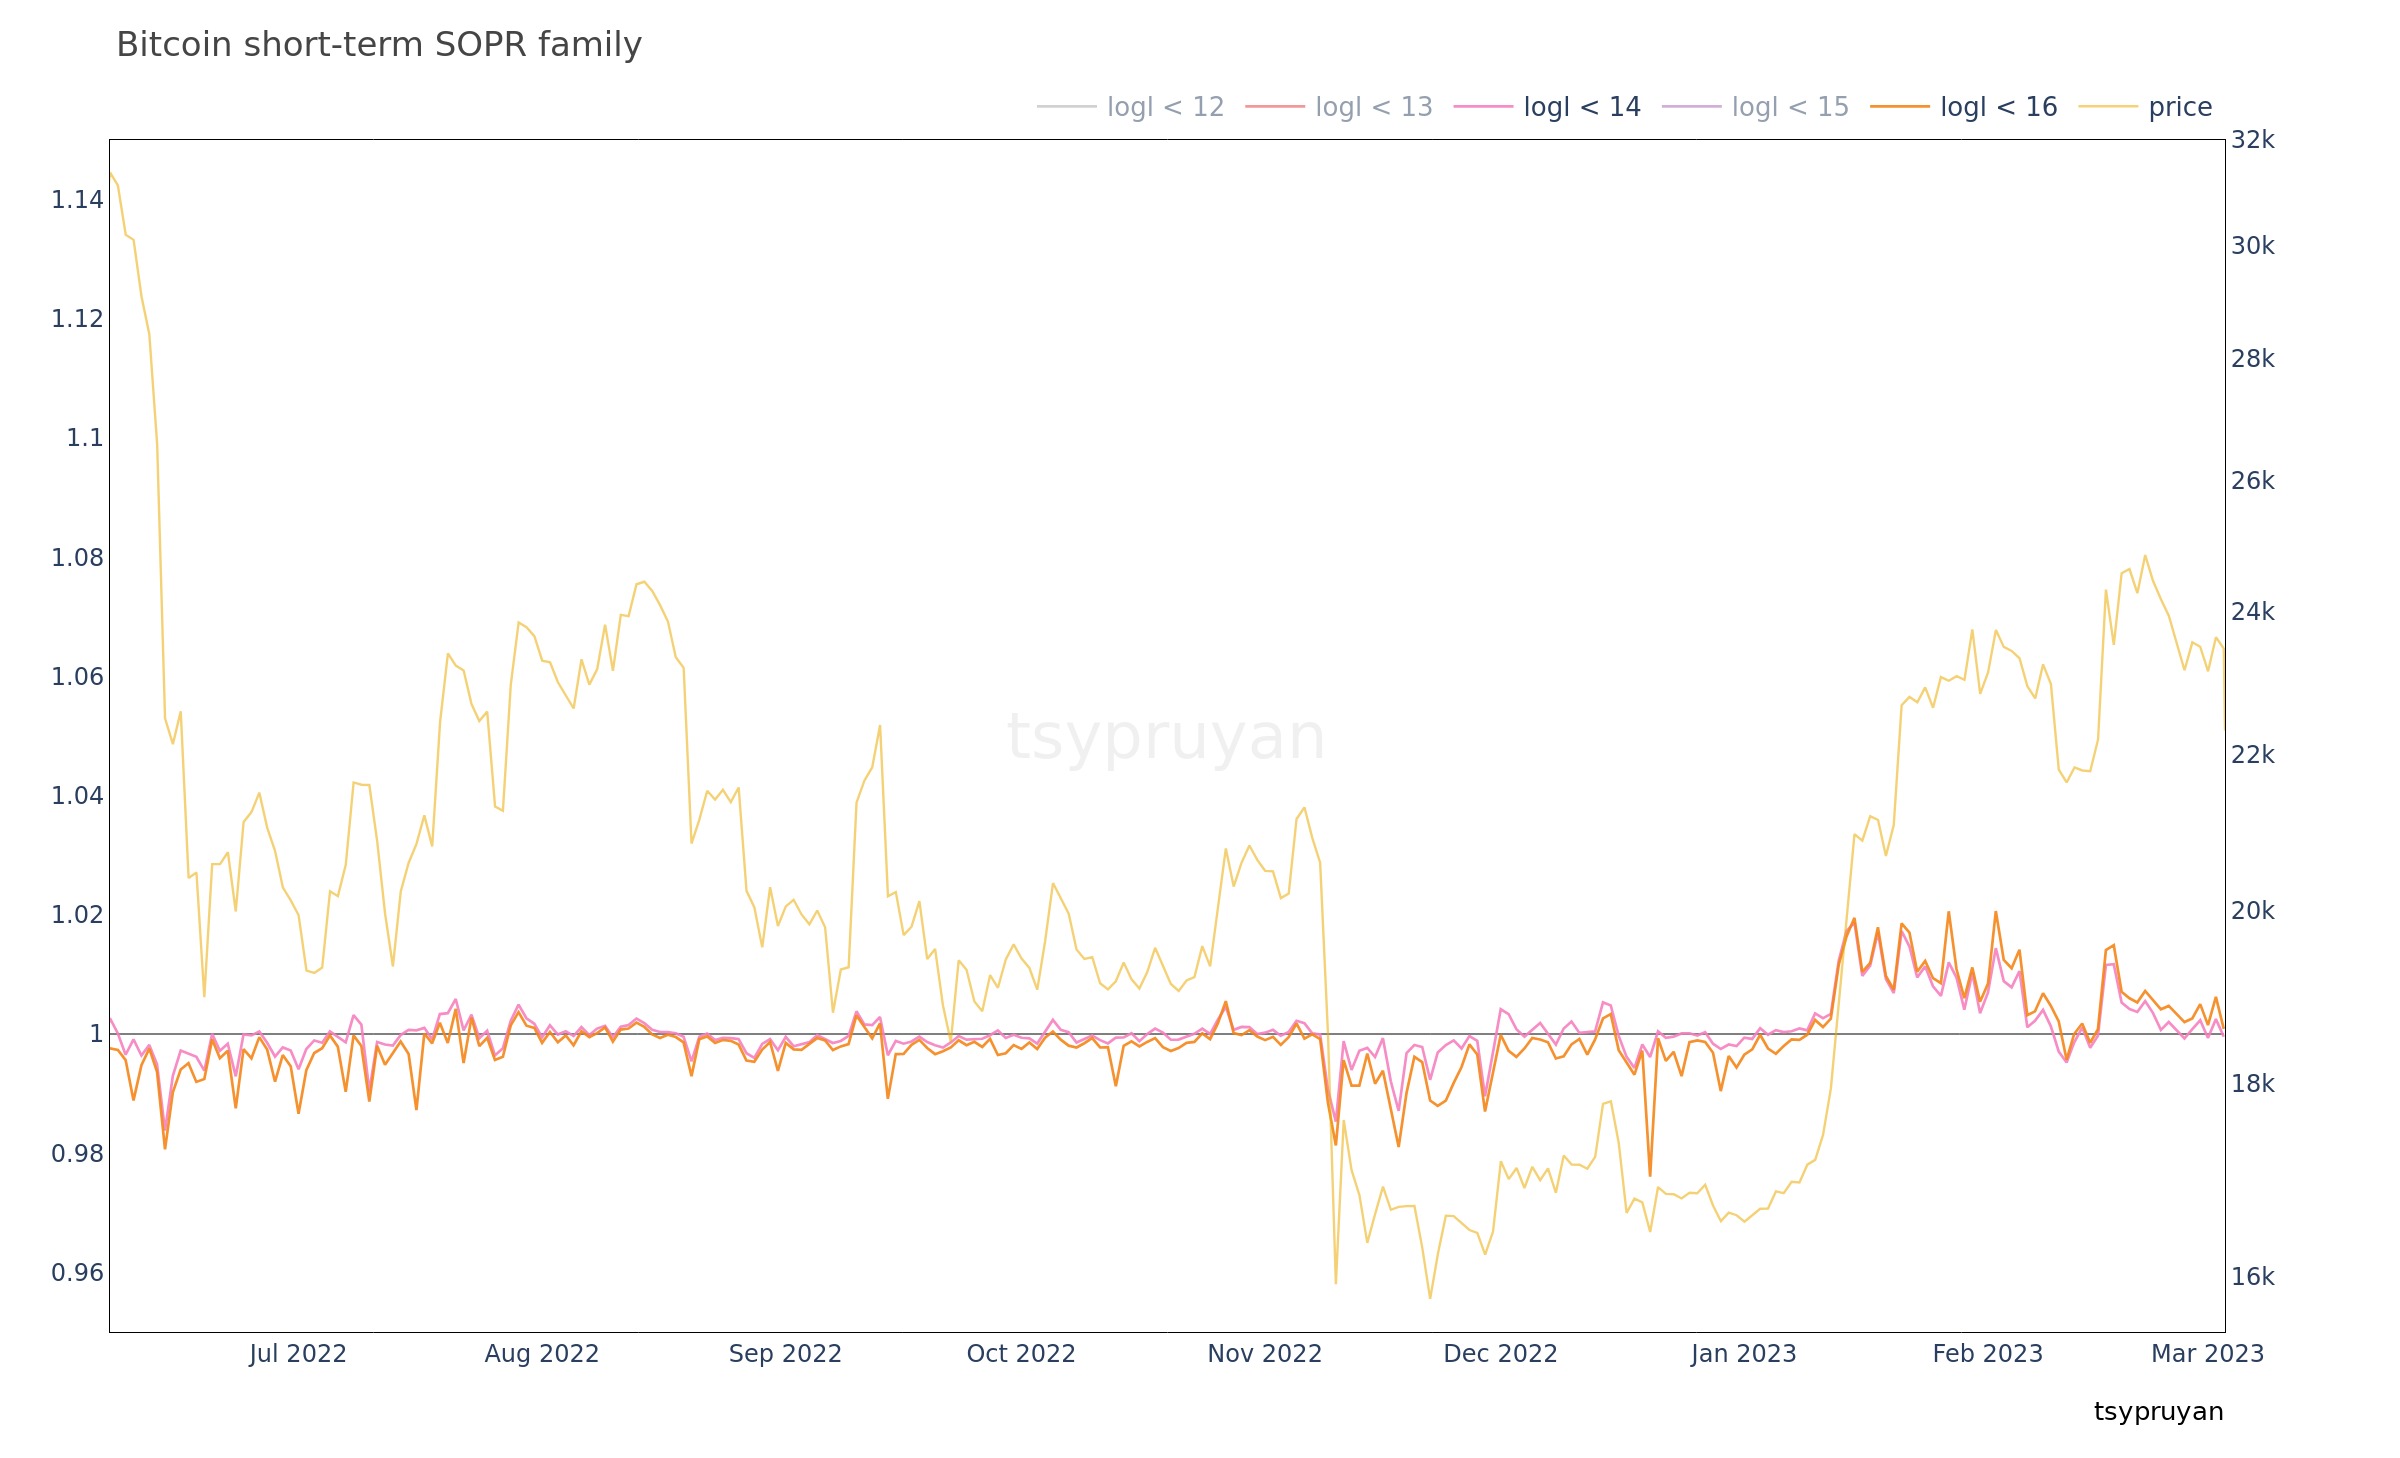 Bitcoin short-term SOPR family
logl < 12 logl < 13 logl < 14 logl < 15 logl < 16 price
32k
1.14
30k
1.12
28k
1.1
26k
1.08
24k
1.06
22k
1.04
1.02
20k
1
18k
0.98
0.96
16k
tsypruyan
Jul 2022 Aug 2022 Sep 2022 Oct 2022 Nov 2022 Dec 2022 Jan 2023 Feb 2023 Mar 2023
tsypruyan